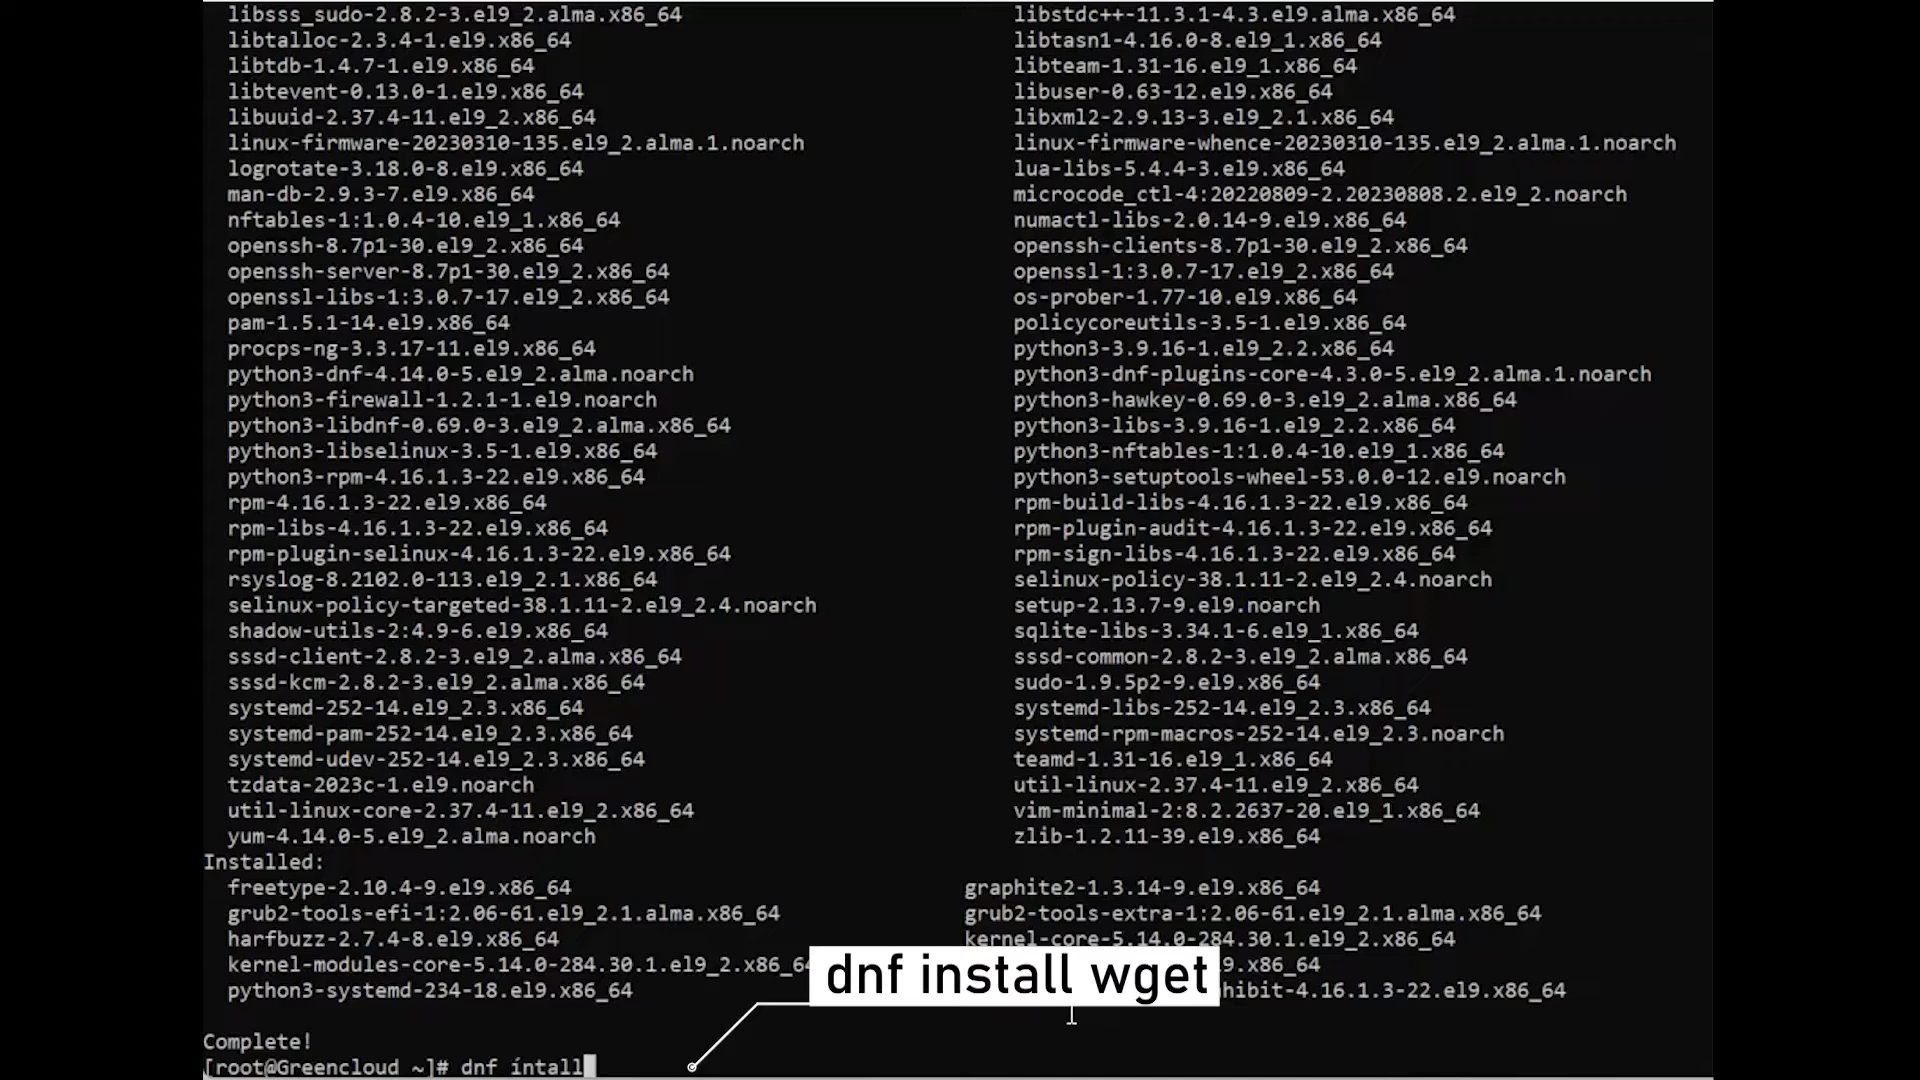 libsss_sudo-2.8.2-3.el9_2.alma.x86_64 libstdc++-11.3.1-4.3.el9.alma.x86_64
libtalloc-2.3.4-1.el9.x86_64 libtasn1-4.16.0-8.el9_1.x86_64
libtdb-1.4.7-1.el9.x86_64 libteam-1.31-16.el9_1.x86_64
libtevent-0.13.0-1.el9.x86_64 libuser-0.63-12.el9.x86_64
libuuid-2.37.4-11.el9_2.x86_64 libxml2-2.9.13-3.el9_2.1.x86_64
linux-firmware-20230310-135.el9_2.alma.1.noarch linux-firmware-whence-20230310-135.el9_2.alma.1.noarch
logrotate-3.18.0-8.el9.x86_64 lua-libs-5.4.4-3.el9.x86_64
man-db-2.9.3-7.el9.x86_64 microcode_ctl-4:20220809-2.20230808.2.el9_2.noarch
nftables-1:1.0.4-10.el9_1.x86_64 numactl-libs-2.0.14-9.el9.x86_64
openssh-8.7p1-30.el9_2.x86_64 openssh-clients-8.7p1-30.el9_2.x86_64
openssh-server-8.7p1-30.el9_2.x86_64 openssl-1:3.0.7-17.el9_2.x86_64
openssl-libs-1:3.0.7-17.el9_2.x86_64 os-prober-1.77-10.el9.x86_64
pam-1.5.1-14.el9.x86_64 policycoreutils-3.5-1.el9.x86_64
procps-ng-3.3.17-11.el9.x86_64 python3-3.9.16-1.el9_2.2.x86_64
python3-dnf-4.14.0-5.el9_2.alma.noarch python3-dnf-plugins-core-4.3.0-5.el9_2.alma.1.noarch
python3-firewall-1.2.1-1.el9.noarch python3-hawkey-0.69.0-3.el9_2.alma.x86_64
python3-libdnf-0.69.0-3.el9_2.alma.x86_64 python3-libs-3.9.16-1.el9_2.2.x86_64
python3-libselinux-3.5-1.el9.x86_64 python3-nftables-1:1.0.4-10.el9_1.x86_64
python3-rpm-4.16.1.3-22.el9.x86_64 python3-setuptools-wheel-53.0.0-12.el9.noarch
rpm-4.16.1.3-22.el9.x86_64 rpm-build-libs-4.16.1.3-22.el9.x86_64
rpm-libs-4.16.1.3-22.el9.x86_64 rpm-plugin-audit-4.16.1.3-22.el9.x86_64
rpm-plugin-selinux-4.16.1.3-22.el9.x86_64 rpm-sign-libs-4.16.1.3-22.el9.x86_64
rsyslog-8.2102.0-113.el9_2.1.x86_64 selinux-policy-38.1.11-2.el9_2.4.noarch
selinux-policy-targeted-38.1.11-2.el9_2.4.noarch setup-2.13.7-9.el9.noarch
shadow-utils-2:4.9-6.el9.x86_64 sqlite-libs-3.34.1-6.el9_1.x86_64
sssd-client-2.8.2-3.el9_2.alma.x86_64 sssd-common-2.8.2-3.el9_2.alma.x86_64
sssd-kcm-2.8.2-3.el9_2.alma.x86_64 sudo-1.9.5p2-9.el9.x86_64
systemd-252-14.el9_2.3.x86_64 systemd-libs-252-14.el9_2.3.x86_64
systemd-pam-252-14.el9_2.3.x86_64 systemd-rpm-macros-252-14.el9_2.3.noarch
systemd-udev-252-14.el9_2.3.x86_64 teamd-1.31-16.el9_1.x86_64
tzdata-2023c-1.el9.noarch util-linux-2.37.4-11.el9_2.x86_64
util-linux-core-2.37.4-11.el9_2.x86_64 vim-minimal-2:8.2.2637-20.el9_1.x86_64
yum-4.14.0-5.el9_2.alma.noarch zlib-1.2.11-39.el9.x86_64
Installed:
freetype-2.10.4-9.el9.x86_64 graphite2-1.3.14-9.el9.x86_64
grub2-tools-efi-1:2.06-61.el9_2.1.alma.x86_64 grub2-tools-extra-1:2.06-61.el9_2.1.alma.x86_64
harfbuzz-2.7.4-8.el9.x86_64 kernel-core-5.14.0-284.30.1.el9_2.x86_64
kernel-modules-core-5.14.0-284.30.1.el9_2.x86_64 9.x86_64
dnf install wget
python3-systemd-234-18.el9.x86_64 hibit-4.16.1.3-22.el9.x86_64
Complete!
[root@Greencloud ~]# dnf íntall